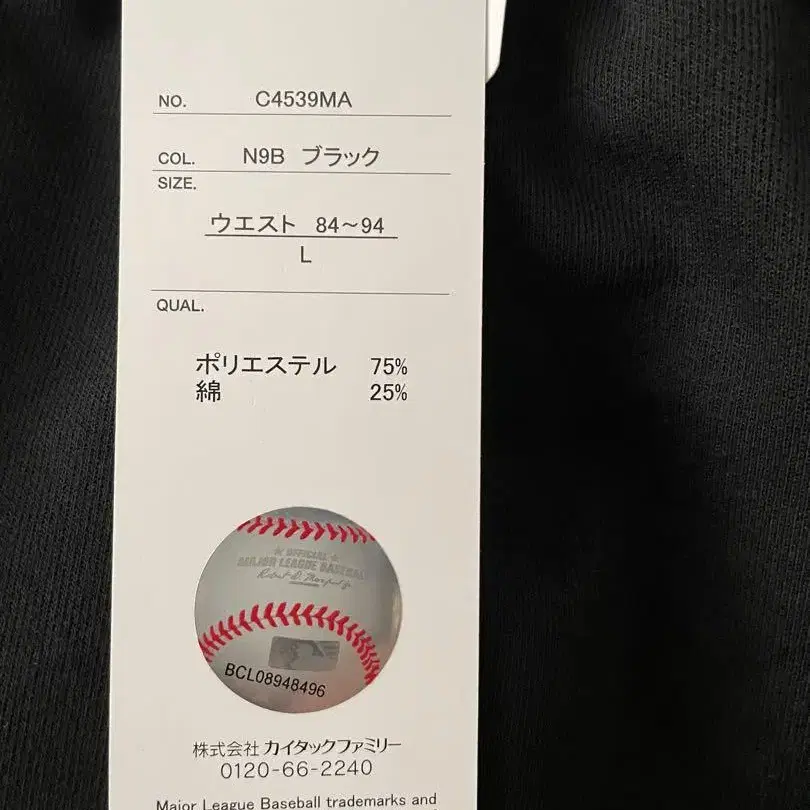 NO. C4539MA
COL. N9B ブラック
SIZE.
ウエスト 84～94
L
QUAL.
ポリエステル 75%
綿 25%
★ OFFICIAL ★
MAJOR LEAGUE BASEBALL
BCL08948496
株式会社 カイタックファミリー
0120-66-2240
Major League Baseball trademarks and